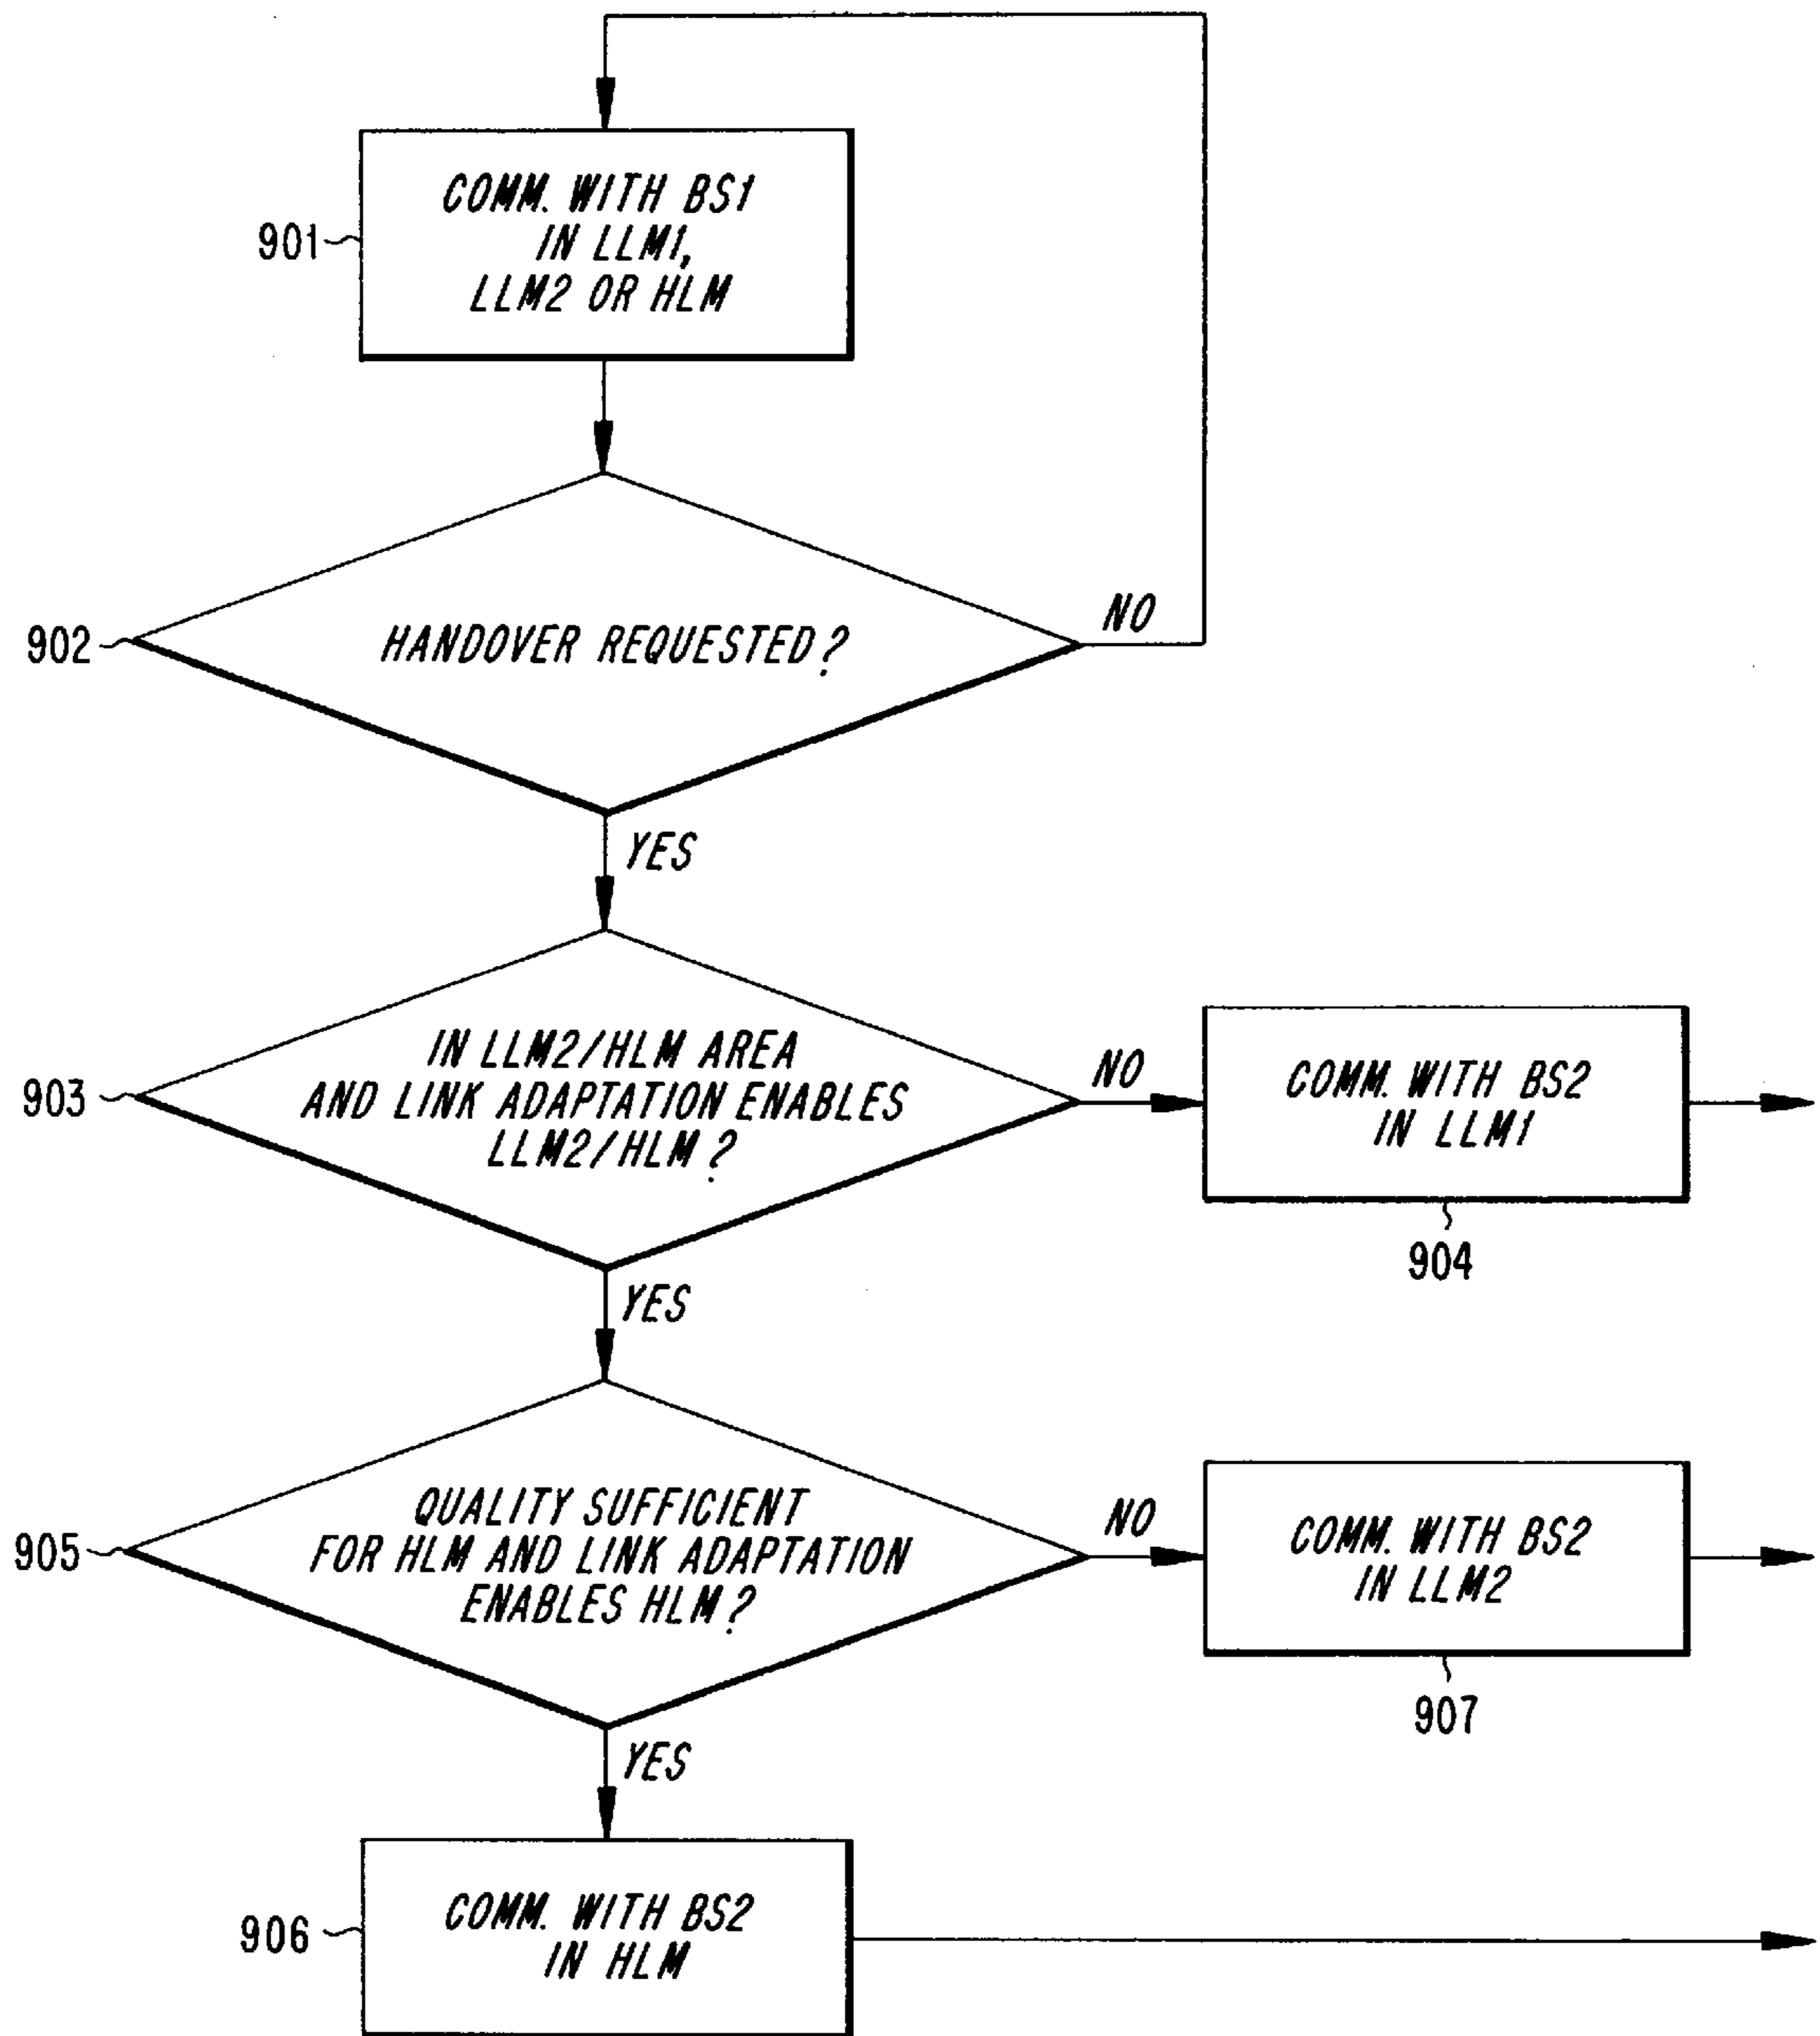 COMM. WITH BS1
IN LLM1,
LLM2 OR HLM
901
HANDOVER REQUESTED?
902
NO
YES
IN LLM2/HLM AREA
AND LINK ADAPTATION ENABLES
LLM2/HLM?
903
NO
COMM. WITH BS2
IN LLM1
904
YES
QUALITY SUFFICIENT
FOR HLM AND LINK ADAPTATION
ENABLES HLM?
905
NO
COMM. WITH BS2
IN LLM2
907
YES
COMM. WITH BS2
IN HLM
906